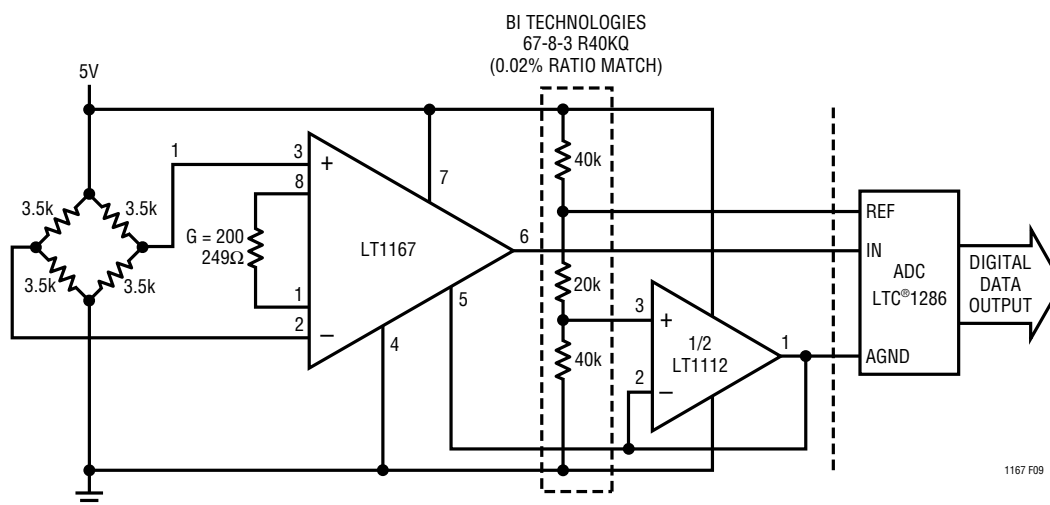 BI TECHNOLOGIES
67-8-3 R40KQ
(0.02% RATIO MATCH)
5V
3.5k
3.5k
3.5k
3.5k
1
3
+
8
G = 200
249Ω
1
2
–
LT1167
7
6
5
4
40k
20k
40k
3
+
2
–
1/2
LT1112
1
REF
IN
ADC
LTC®1286
AGND
DIGITAL
DATA
OUTPUT
1167 F09